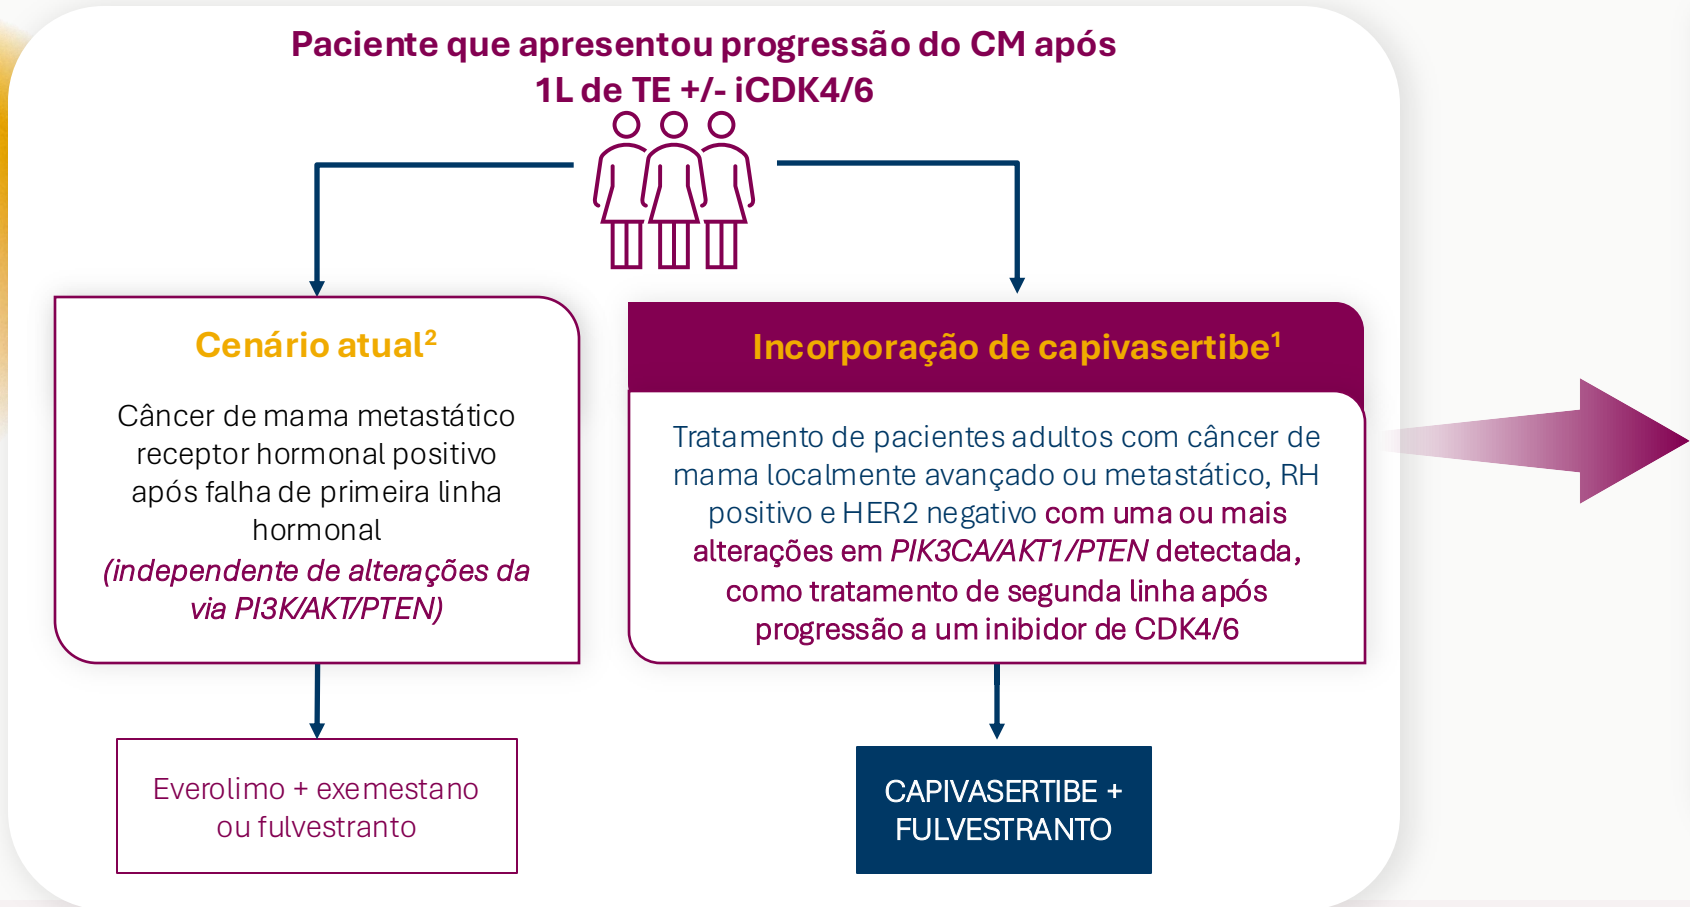 Paciente que apresentou progressão do CM após
1L de TE +/- iCDK4/6
Cenário atual²
Câncer de mama metastático
receptor hormonal positivo
após falha de primeira linha
hormonal
(independente de alterações da
via PI3K/AKT/PTEN)
Everolimo + exemestano
ou fulvestranto
Incorporação de capivasertibe¹
Tratamento de pacientes adultos com câncer de
mama localmente avançado ou metastático, RH
positivo e HER2 negativo com uma ou mais
alterações em PIK3CA/AKT1/PTEN detectada,
como tratamento de segunda linha após
progressão a um inibidor de CDK4/6
CAPIVASERTIBE +
FULVESTRANTO